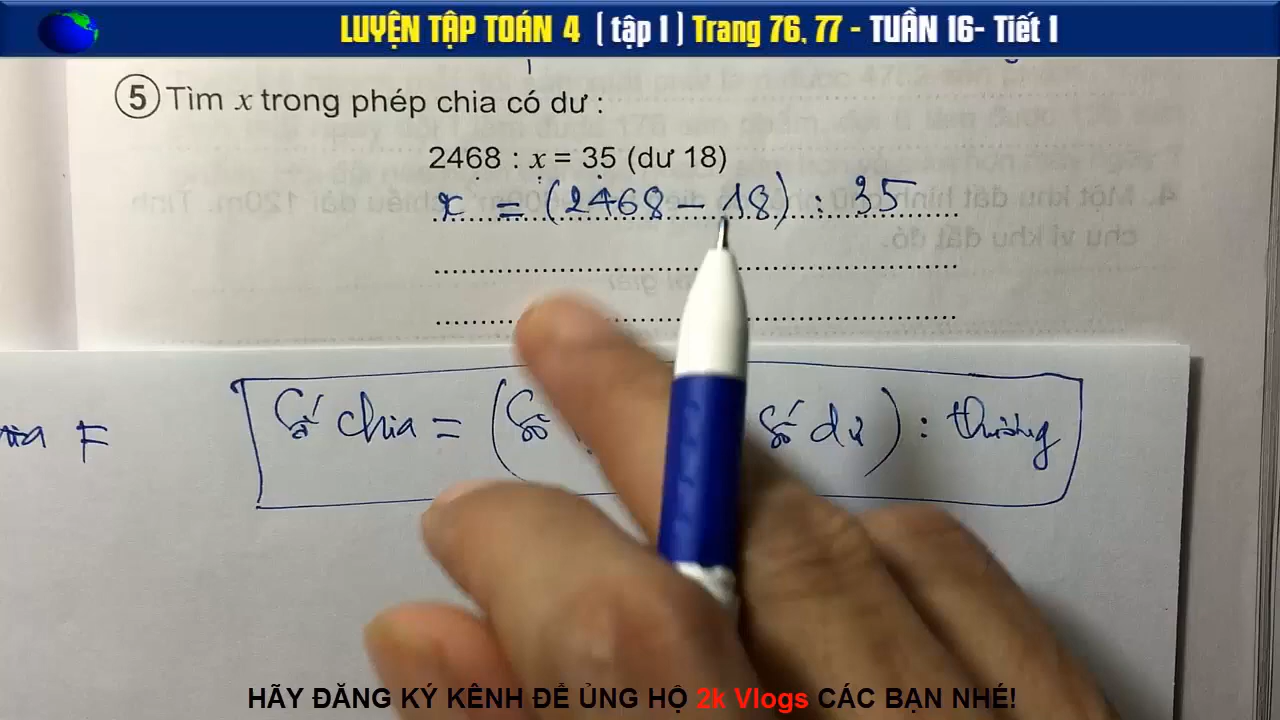 LUYỆN TẬP TOÁN 4 ( tập 1 ) Trang 76, 77 - TUẦN 16- Tiết 1
5 Tìm x trong phép chia có dư :
2468 : x = 35 (dư 18)
x = (2468 - 18) : 35
F
Số chia = (Số số dư) : thương
HÃY ĐĂNG KÝ KÊNH ĐỂ ỦNG HỘ 2k Vlogs CÁC BẠN NHÉ!